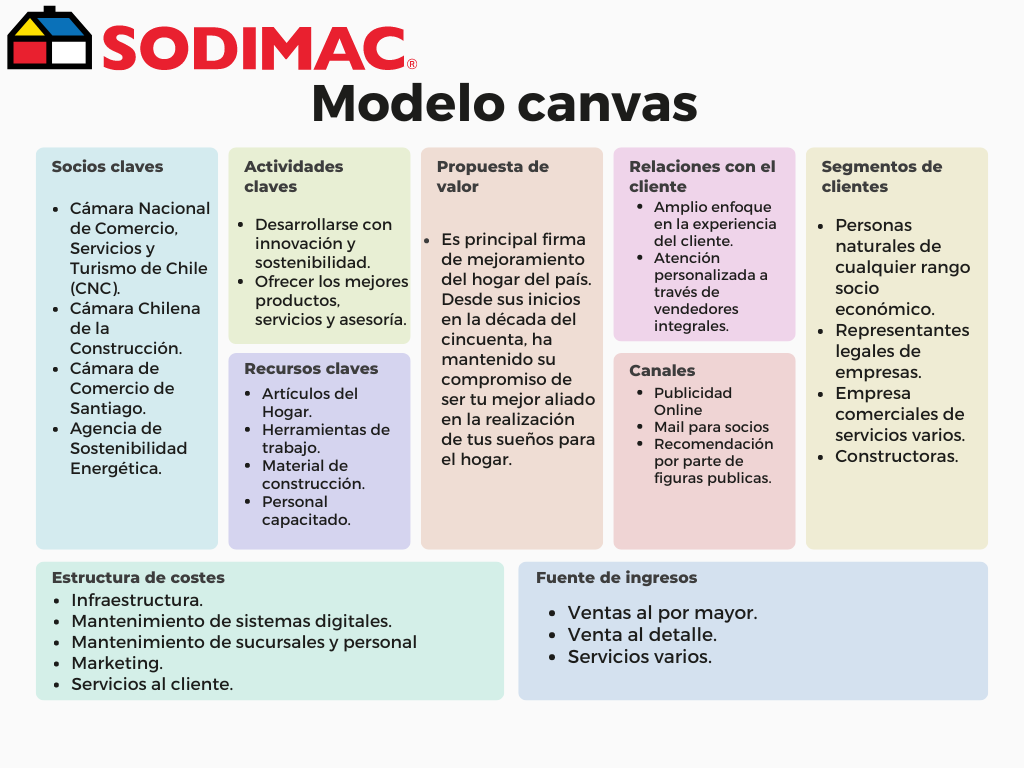 SODIMAC®
Modelo canvas
Socios claves
• Cámara Nacional
de Comercio,
Servicios y
Turismo de Chile
(CNC).
• Cámara Chilena
de la
Construcción.
• Cámara de
Comercio de
Santiago.
• Agencia de
Sostenibilidad
Energética.
Actividades
claves
• Desarrollarse con
innovación y
sostenibilidad.
• Ofrecer los mejores
productos,
servicios y asesoría.
Recursos claves
• Artículos del
Hogar.
• Herramientas de
trabajo.
• Material de
construcción.
• Personal
capacitado.
Propuesta de
valor
• Es principal firma
de mejoramiento
del hogar del país.
Desde sus inicios
en la década del
cincuenta, ha
mantenido su
compromiso de
ser tu mejor aliado
en la realización
de tus sueños para
el hogar.
Relaciones con el
cliente
• Amplio enfoque
en la experiencia
del cliente.
• Atención
personalizada a
través de
vendedores
integrales.
Canales
• Publicidad
Online
• Mail para socios
• Recomendación
por parte de
figuras publicas.
Segmentos de
clientes
• Personas
naturales de
cualquier rango
socio
económico.
• Representantes
legales de
empresas.
• Empresa
comerciales de
servicios varios.
• Constructoras.
Estructura de costes
• Infraestructura.
• Mantenimiento de sistemas digitales.
• Mantenimiento de sucursales y personal
• Marketing.
• Servicios al cliente.
Fuente de ingresos
• Ventas al por mayor.
• Venta al detalle.
• Servicios varios.